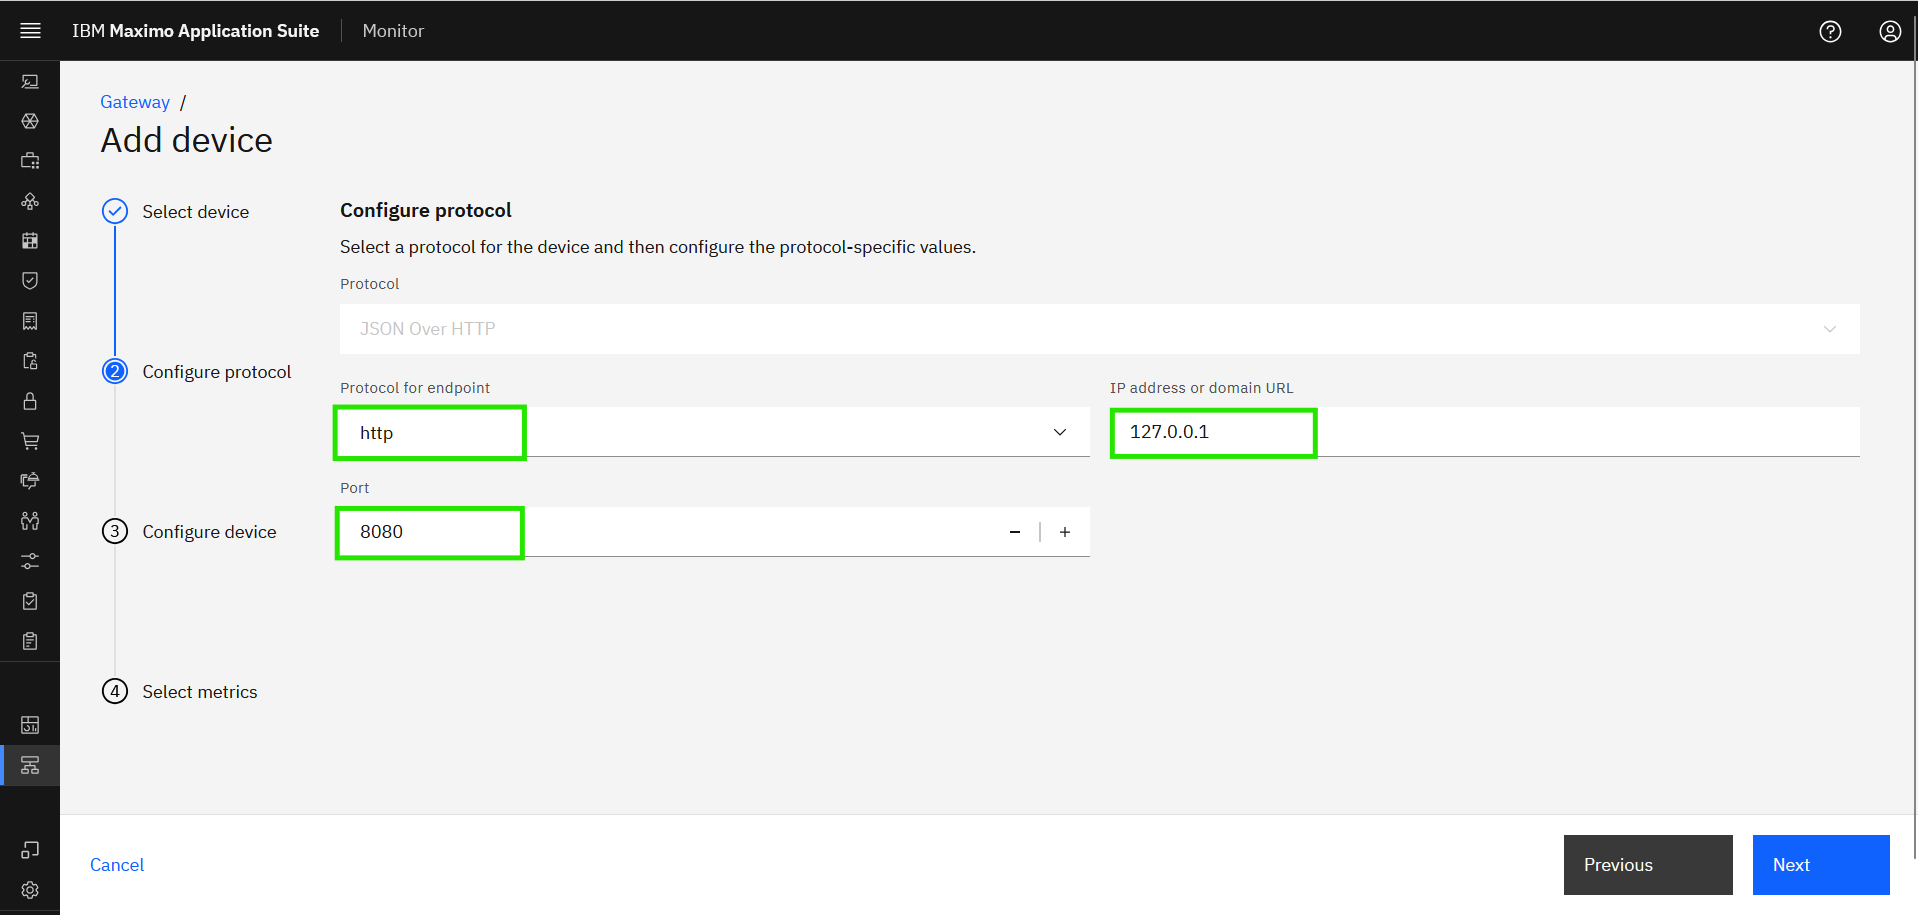 IBM Maximo Application Suite Monitor
Gateway /
Add device
Select device
Configure protocol
Select a protocol for the device and then configure the protocol-specific values.
Protocol
JSON Over HTTP
2 Configure protocol
Protocol for endpoint
http
IP address or domain URL
127.0.0.1
Port
8080
3 Configure device
4 Select metrics
Cancel
Previous
Next